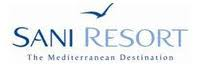 SANI RESORT
The Mediterranean Destination